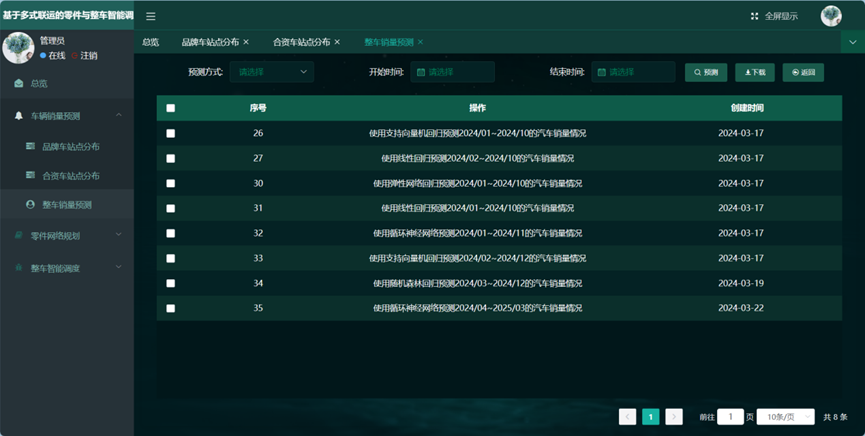 基于多式联运的零件与整车智能调
全屏显示
管理员
在线 注销
总览 品牌车站点分布 × 合资车站点分布 × 整车销量预测 ×
总览
车辆销量预测
品牌车站点分布
合资车站点分布
整车销量预测
零件网络规划
整车智能调度
预测方式: 请选择 开始时间: 请选择 结束时间: 请选择 预测 下载 返回
序号 操作 创建时间
26 使用支持向量机回归预测2024/01~2024/10的汽车销量情况 2024-03-17
27 使用线性回归预测2024/02~2024/10的汽车销量情况 2024-03-17
30 使用弹性网络回归预测2024/01~2024/10的汽车销量情况 2024-03-17
31 使用线性回归预测2024/01~2024/10的汽车销量情况 2024-03-17
32 使用循环神经网络预测2024/01~2024/11的汽车销量情况 2024-03-17
33 使用支持向量机回归预测2024/02~2024/12的汽车销量情况 2024-03-17
34 使用随机森林回归预测2024/03~2024/12的汽车销量情况 2024-03-19
35 使用循环神经网络预测2024/04~2025/03的汽车销量情况 2024-03-22
1 前往 1 页 10条/页 共 8 条